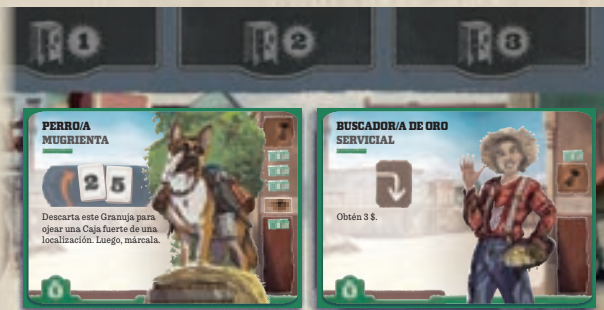 1
2
3
PERRO/A
MUGRIENTA
2 5
Descarta este Granuja para
ojear una Caja fuerte de una
localización. Luego, márcala.
BUSCADOR/A DE ORO
SERVICIAL
Obtén 3 $.